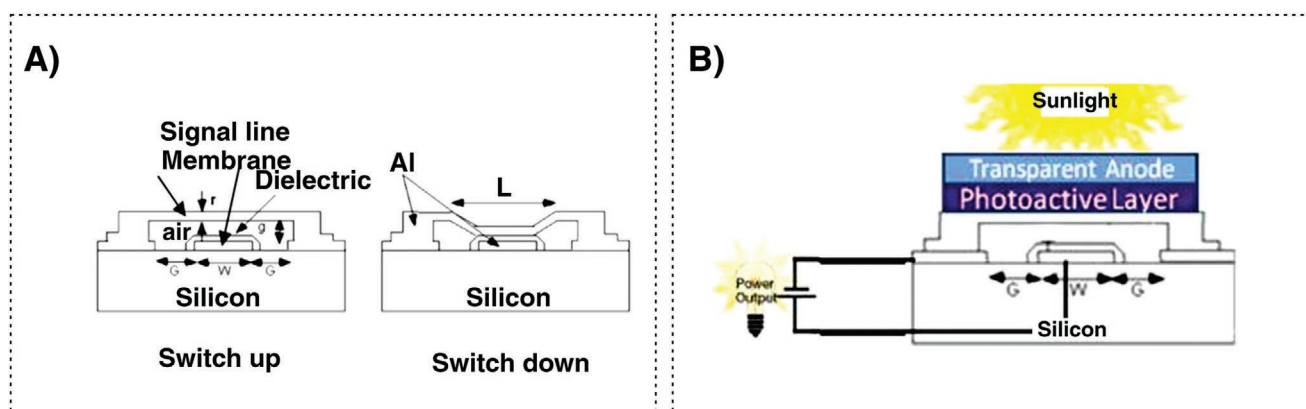 A)
Signal line
Membrane
Dielectric
r
air
g
G
W
G
Silicon
Switch up
Al
L
Silicon
Switch down
B)
Sunlight
Transparent Anode
Photoactive Layer
Power
Output
G
W
G
Silicon